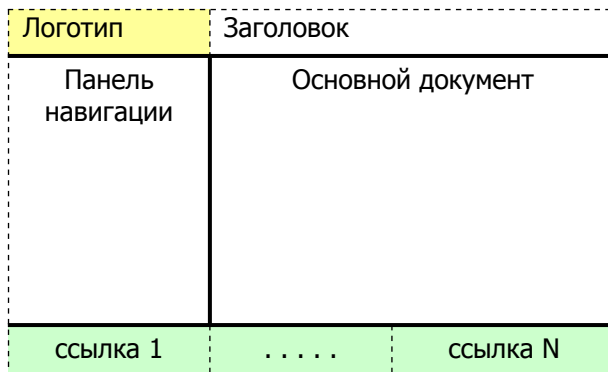 Логотип
Заголовок
Панель
навигации
Основной документ
ссылка 1
. . . . .
ссылка N